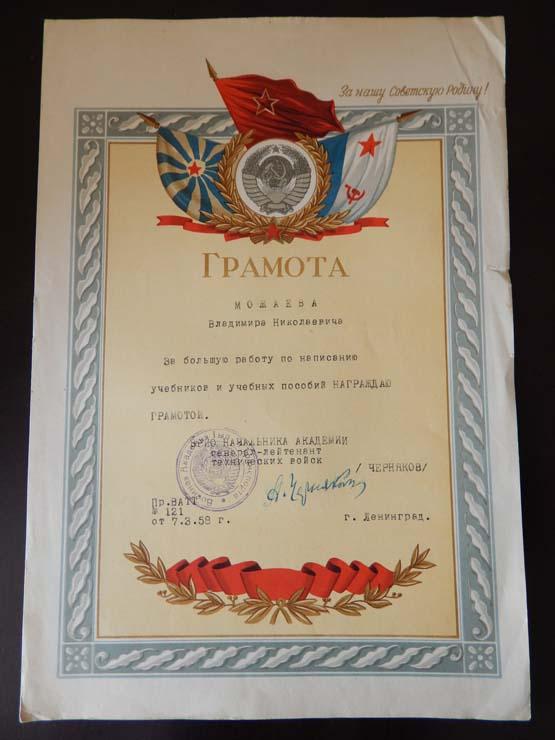 За нашу Советскую Родину!
ГРАМОТА
МОЖАЕВА
Владимира Николаевича
За большую работу по написанию
учебников и учебных пособий НАГРАЖДАЮ
ГРАМОТОЙ.
ВРИО НАЧАЛЬНИКА АКАДЕМИИ
генерал-лейтенант
технических войск
/ ЧЕРНЯКОВ/
Пр.ВАТТ
№ 121
от 7.3.58 г.
г. Ленинград.